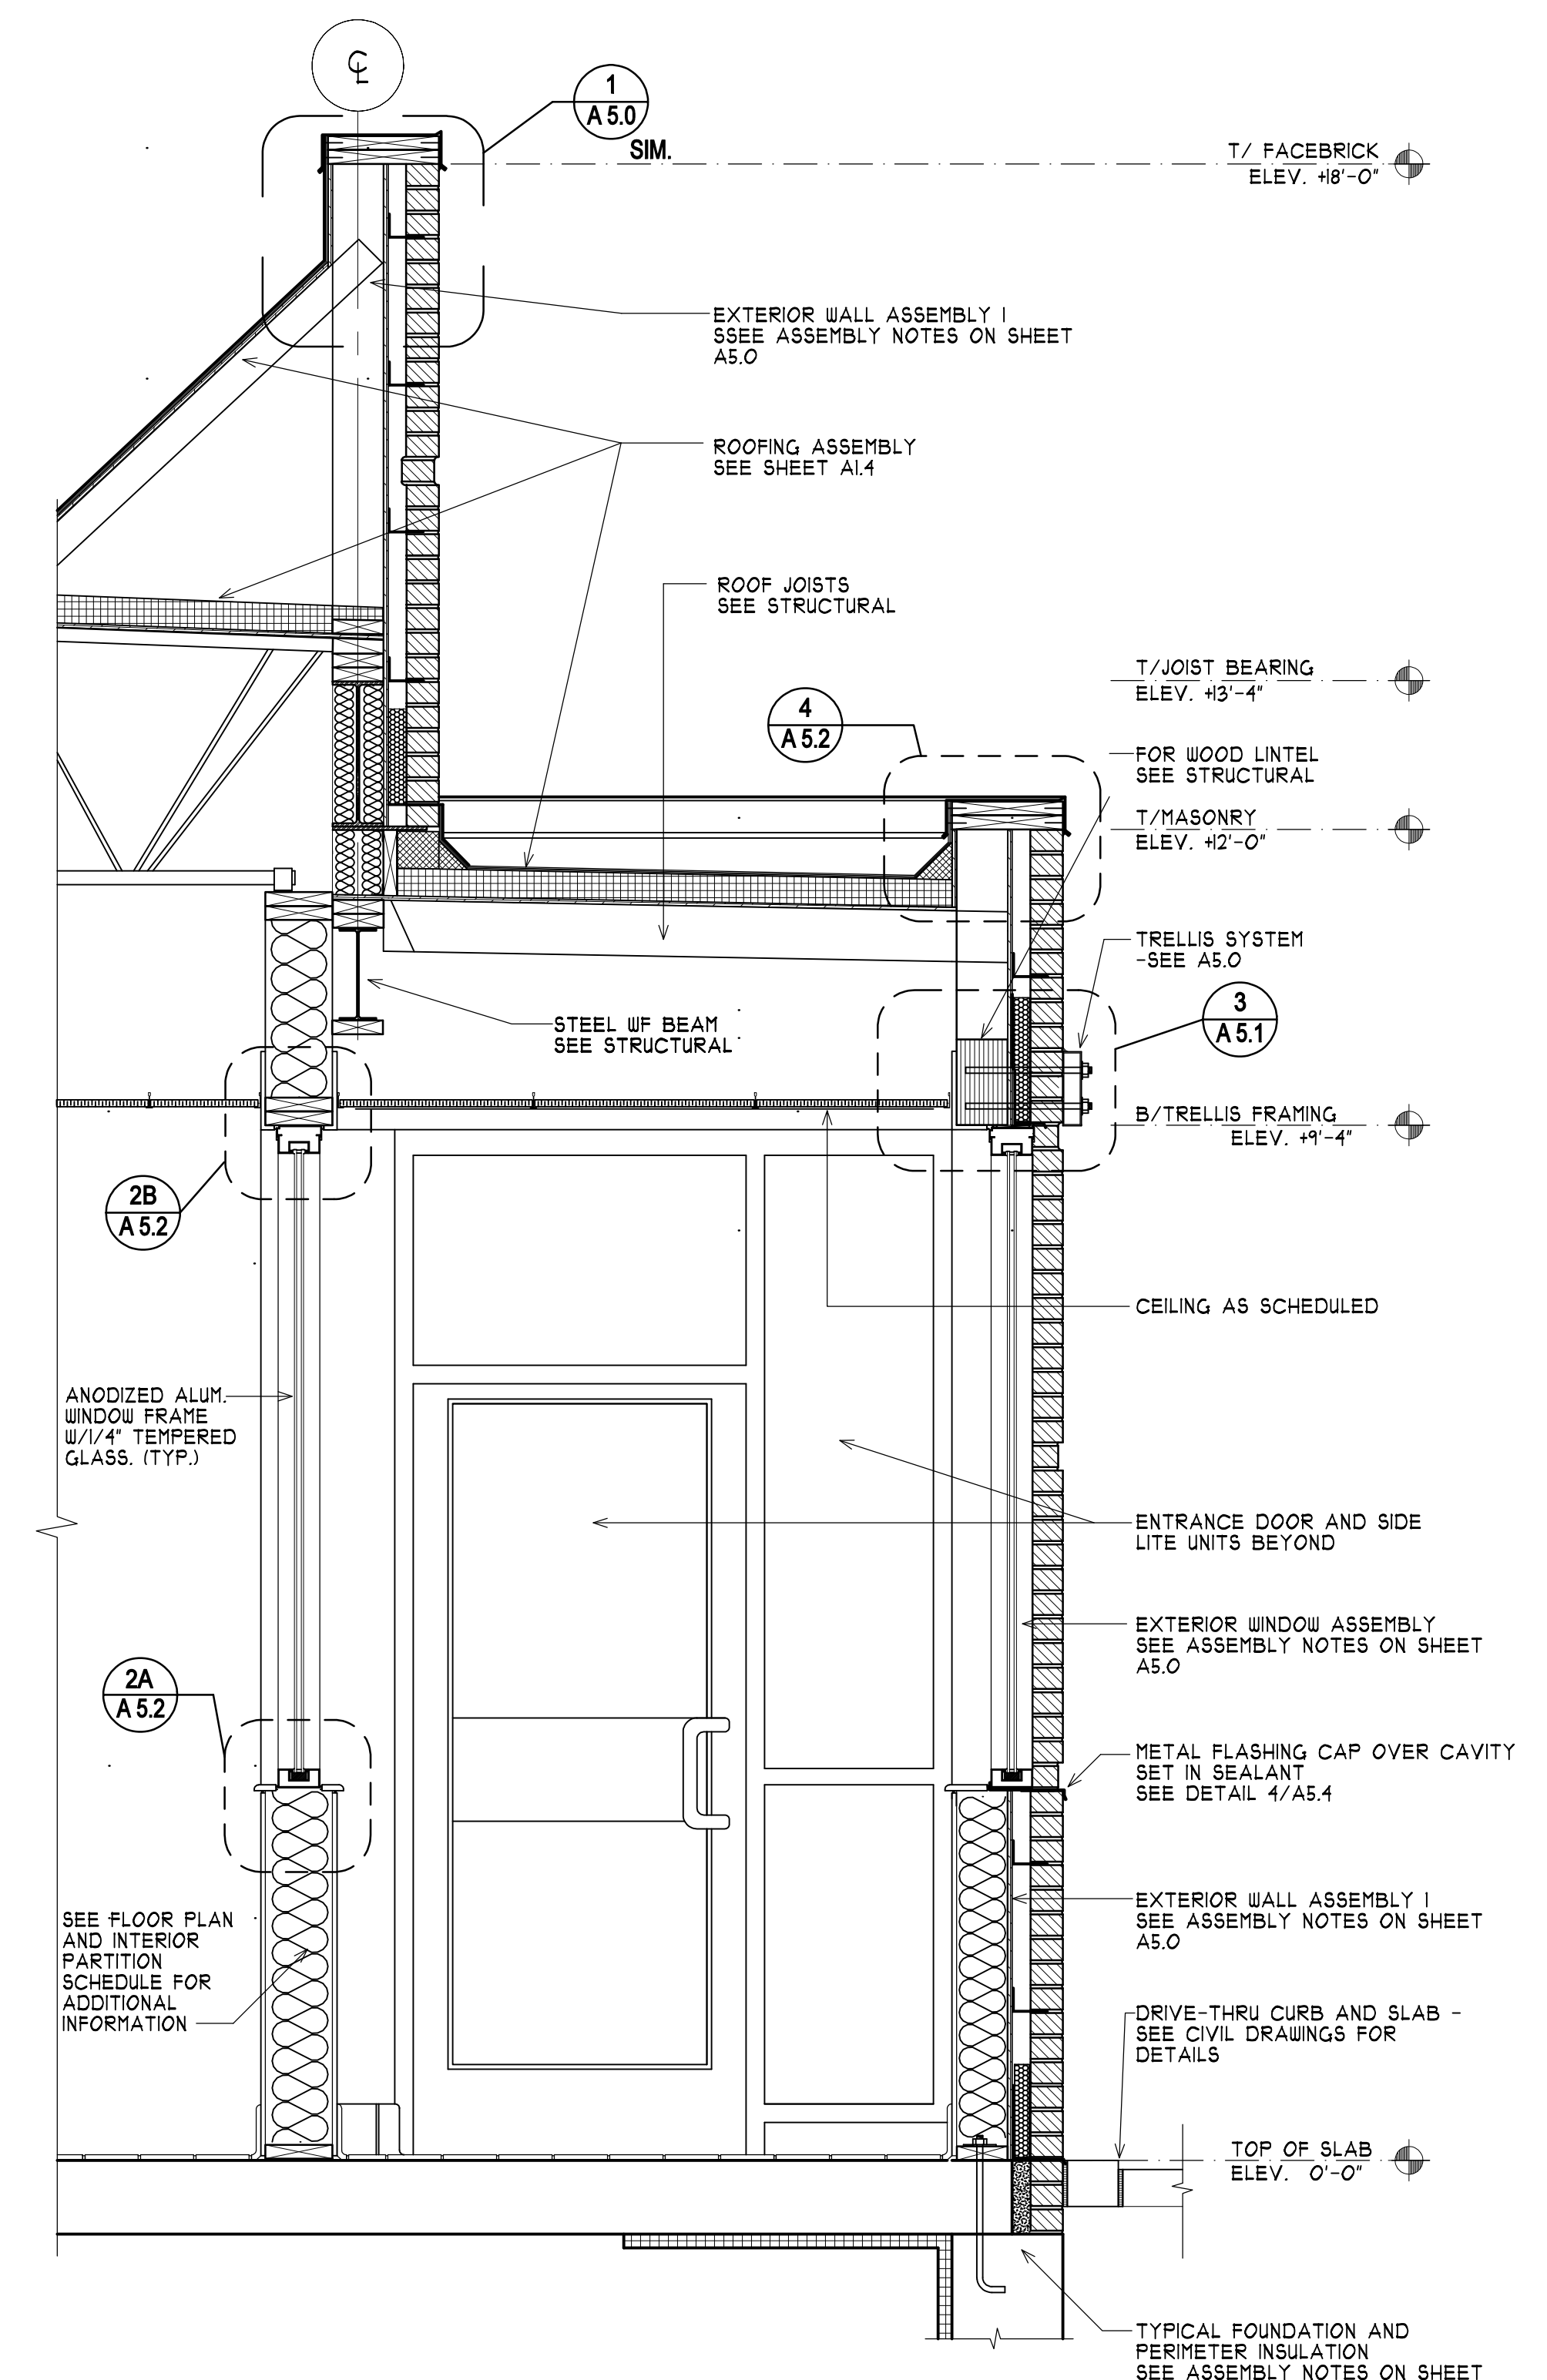 ℄
1
A 5.0
SIM.
T/ FACEBRICK
ELEV. +18'-0"
EXTERIOR WALL ASSEMBLY 1
SSEE ASSEMBLY NOTES ON SHEET
A5.0
ROOFING ASSEMBLY
SEE SHEET A1.4
ROOF JOISTS
SEE STRUCTURAL
T/JOIST BEARING
ELEV. +13'-4"
4
A 5.2
FOR WOOD LINTEL
SEE STRUCTURAL
T/MASONRY
ELEV. +12'-0"
TRELLIS SYSTEM
-SEE A5.0
3
A 5.1
STEEL WF BEAM
SEE STRUCTURAL
B/TRELLIS FRAMING
ELEV. +9'-4"
2B
A 5.2
CEILING AS SCHEDULED
ANODIZED ALUM.
WINDOW FRAME
W/1/4" TEMPERED
GLASS. (TYP.)
ENTRANCE DOOR AND SIDE
LITE UNITS BEYOND
EXTERIOR WINDOW ASSEMBLY
SEE ASSEMBLY NOTES ON SHEET
A5.0
2A
A 5.2
METAL FLASHING CAP OVER CAVITY
SET IN SEALANT
SEE DETAIL 4/A5.4
EXTERIOR WALL ASSEMBLY 1
SEE ASSEMBLY NOTES ON SHEET
A5.0
SEE FLOOR PLAN
AND INTERIOR
PARTITION
SCHEDULE FOR
ADDITIONAL
INFORMATION
DRIVE-THRU CURB AND SLAB -
SEE CIVIL DRAWINGS FOR
DETAILS
TOP OF SLAB
ELEV. 0'-0"
TYPICAL FOUNDATION AND
PERIMETER INSULATION
SEE ASSEMBLY NOTES ON SHEET